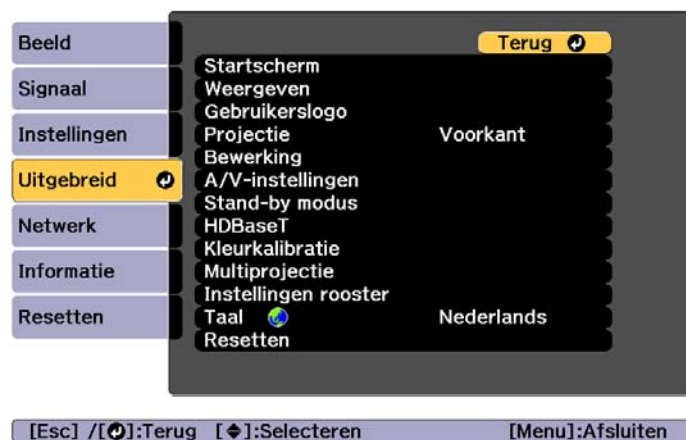 Beeld
Signaal
Instellingen
Uitgebreid
Netwerk
Informatie
Resetten
Terug
Startscherm
Weergeven
Gebruikerslogo
Projectie Voorkant
Bewerking
A/V-instellingen
Stand-by modus
HDBaseT
Kleurkalibratie
Multiprojectie
Instellingen rooster
Taal Nederlands
Resetten
[Esc] /[ ]:Terug [ ]:Selecteren [Menu]:Afsluiten